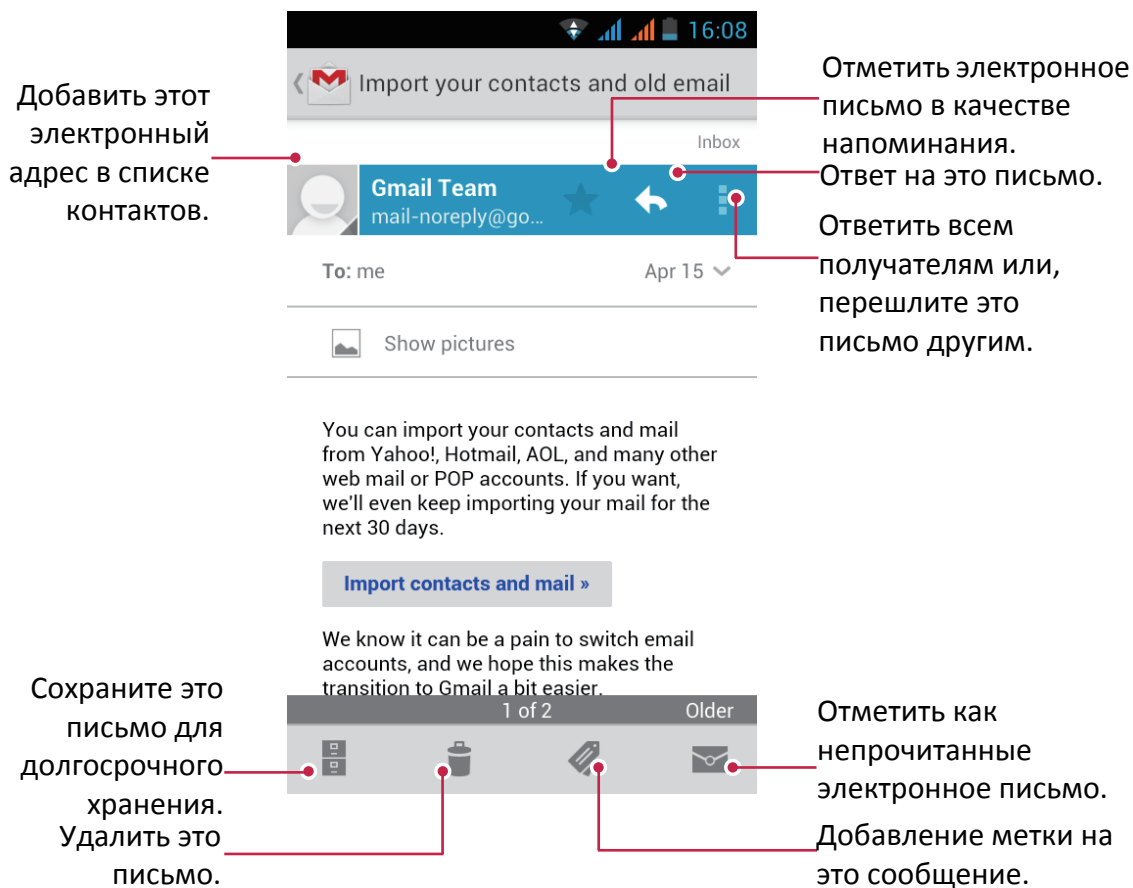 16:08
Import your contacts and old email
Inbox
Gmail Team
mail-noreply@go...
To: me
Apr 15
Show pictures
You can import your contacts and mail
from Yahoo!, Hotmail, AOL, and many other
web mail or POP accounts. If you want,
we'll even keep importing your mail for the
next 30 days.
Import contacts and mail »
We know it can be a pain to switch email
accounts, and we hope this makes the
transition to Gmail a bit easier.
1 of 2
Older
Добавить этот
электронный
адрес в списке
контактов.
Отметить электронное
письмо в качестве
напоминания.
Ответ на это письмо.
Ответить всем
получателям или,
перешлите это
письмо другим.
Сохраните это
письмо для
долгосрочного
хранения.
Удалить это
письмо.
Отметить как
непрочитанные
электронное письмо.
Добавление метки на
это сообщение.